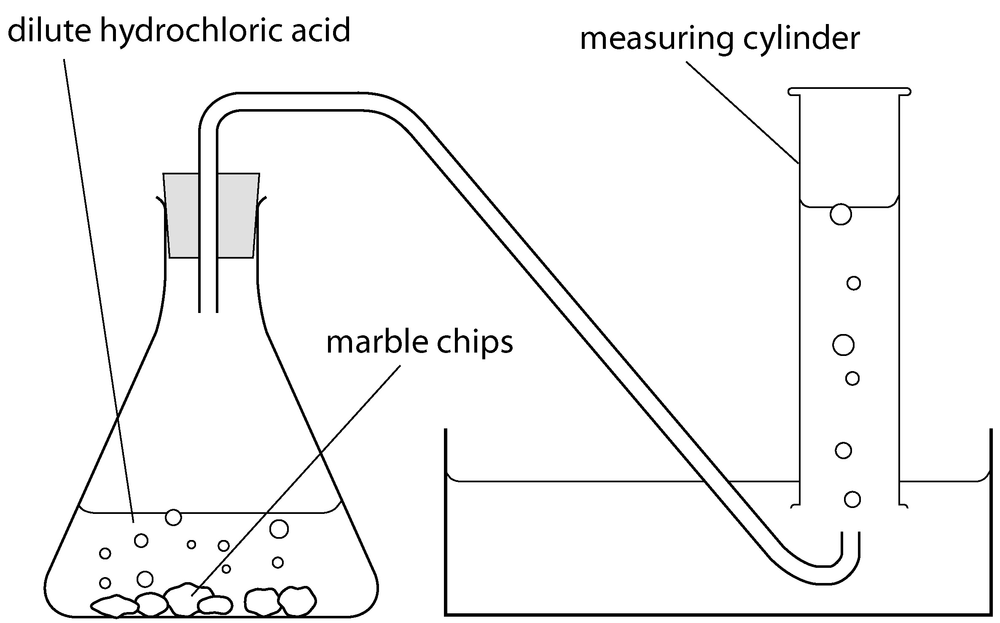 dilute hydrochloric acid
measuring cylinder
marble chips